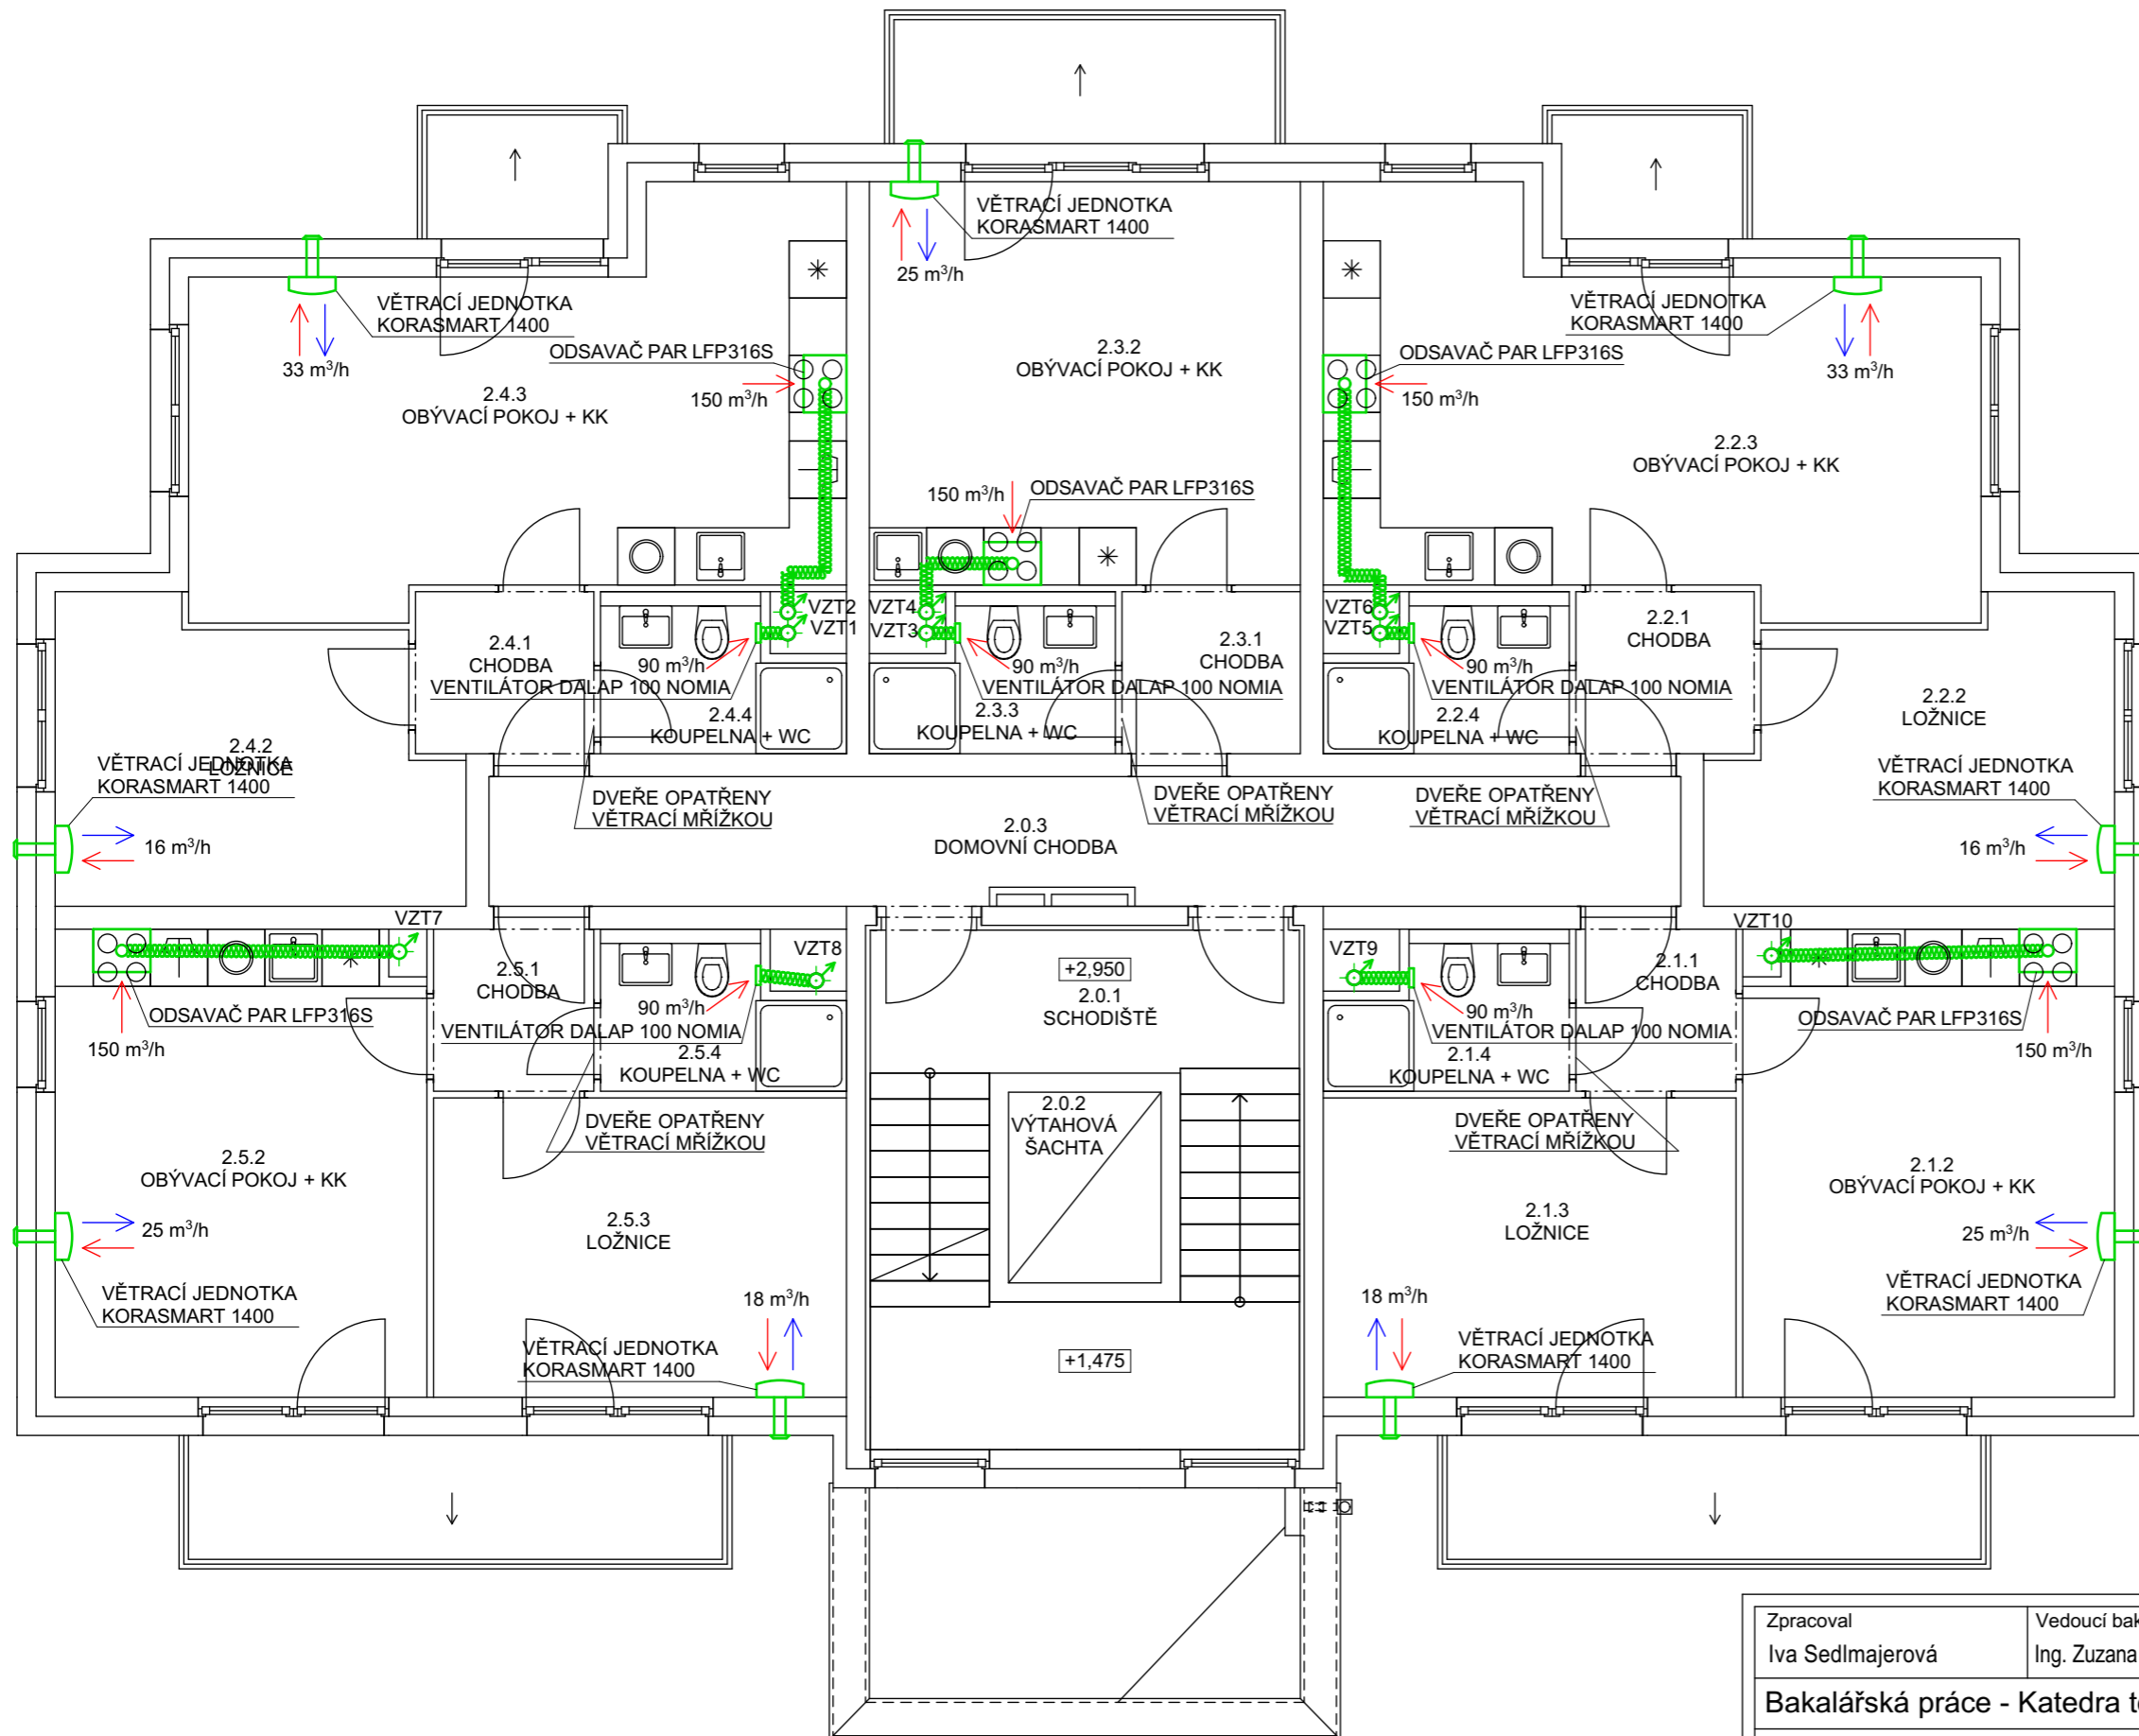 VĚTRACÍ JEDNOTKA
KORASMART 1400
25 m³/h
VĚTRACÍ JEDNOTKA
KORASMART 1400
33 m³/h
ODSAVAČ PAR LFP316S
150 m³/h
2.4.3
OBÝVACÍ POKOJ + KK
2.3.2
OBÝVACÍ POKOJ + KK
150 m³/h
ODSAVAČ PAR LFP316S
VĚTRACÍ JEDNOTKA
KORASMART 1400
33 m³/h
ODSAVAČ PAR LFP316S
150 m³/h
2.2.3
OBÝVACÍ POKOJ + KK
VZT2
VZT1
VZT4
VZT3
VZT6
VZT5
2.4.1
CHODBA
90 m³/h
VENTILÁTOR DALAP 100 NOMIA
2.4.4
KOUPELNA + WC
2.3.1
CHODBA
90 m³/h
VENTILÁTOR DALAP 100 NOMIA
2.3.3
KOUPELNA + WC
2.2.1
CHODBA
90 m³/h
VENTILÁTOR DALAP 100 NOMIA
2.2.4
KOUPELNA + WC
2.4.2
LOŽNICE
VĚTRACÍ JEDNOTKA
KORASMART 1400
16 m³/h
2.2.2
LOŽNICE
VĚTRACÍ JEDNOTKA
KORASMART 1400
16 m³/h
DVEŘE OPATŘENY
VĚTRACÍ MŘÍŽKOU
DVEŘE OPATŘENY
VĚTRACÍ MŘÍŽKOU
DVEŘE OPATŘENY
VĚTRACÍ MŘÍŽKOU
2.0.3
DOMOVNÍ CHODBA
VZT7
VZT8
VZT9
VZT10
ODSAVAČ PAR LFP316S
150 m³/h
2.5.1
CHODBA
90 m³/h
VENTILÁTOR DALAP 100 NOMIA
2.5.4
KOUPELNA + WC
+2,950
2.0.1
SCHODIŠTĚ
90 m³/h
VENTILÁTOR DALAP 100 NOMIA
2.1.4
KOUPELNA + WC
2.1.1
CHODBA
ODSAVAČ PAR LFP316S
150 m³/h
2.0.2
VÝTAHOVÁ
ŠACHTA
DVEŘE OPATŘENY
VĚTRACÍ MŘÍŽKOU
DVEŘE OPATŘENY
VĚTRACÍ MŘÍŽKOU
2.5.2
OBÝVACÍ POKOJ + KK
25 m³/h
VĚTRACÍ JEDNOTKA
KORASMART 1400
2.5.3
LOŽNICE
18 m³/h
VĚTRACÍ JEDNOTKA
KORASMART 1400
+1,475
2.1.3
LOŽNICE
18 m³/h
VĚTRACÍ JEDNOTKA
KORASMART 1400
2.1.2
OBÝVACÍ POKOJ + KK
25 m³/h
VĚTRACÍ JEDNOTKA
KORASMART 1400
Zpracoval
Iva Sedlmajerová
Vedoucí bak
Ing. Zuzana
Bakalářská práce - Katedra